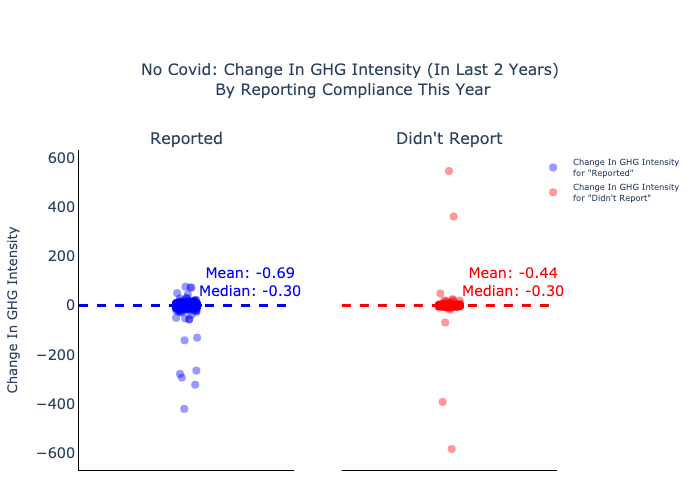 No Covid: Change In GHG Intensity (In Last 2 Years)
By Reporting Compliance This Year
Reported
Didn't Report
Change In GHG Intensity
for "Reported"
Change In GHG Intensity
for "Didn't Report"
600
400
200
0
−200
−400
−600
Change In GHG Intensity
Mean: -0.69
Median: -0.30
Mean: -0.44
Median: -0.30